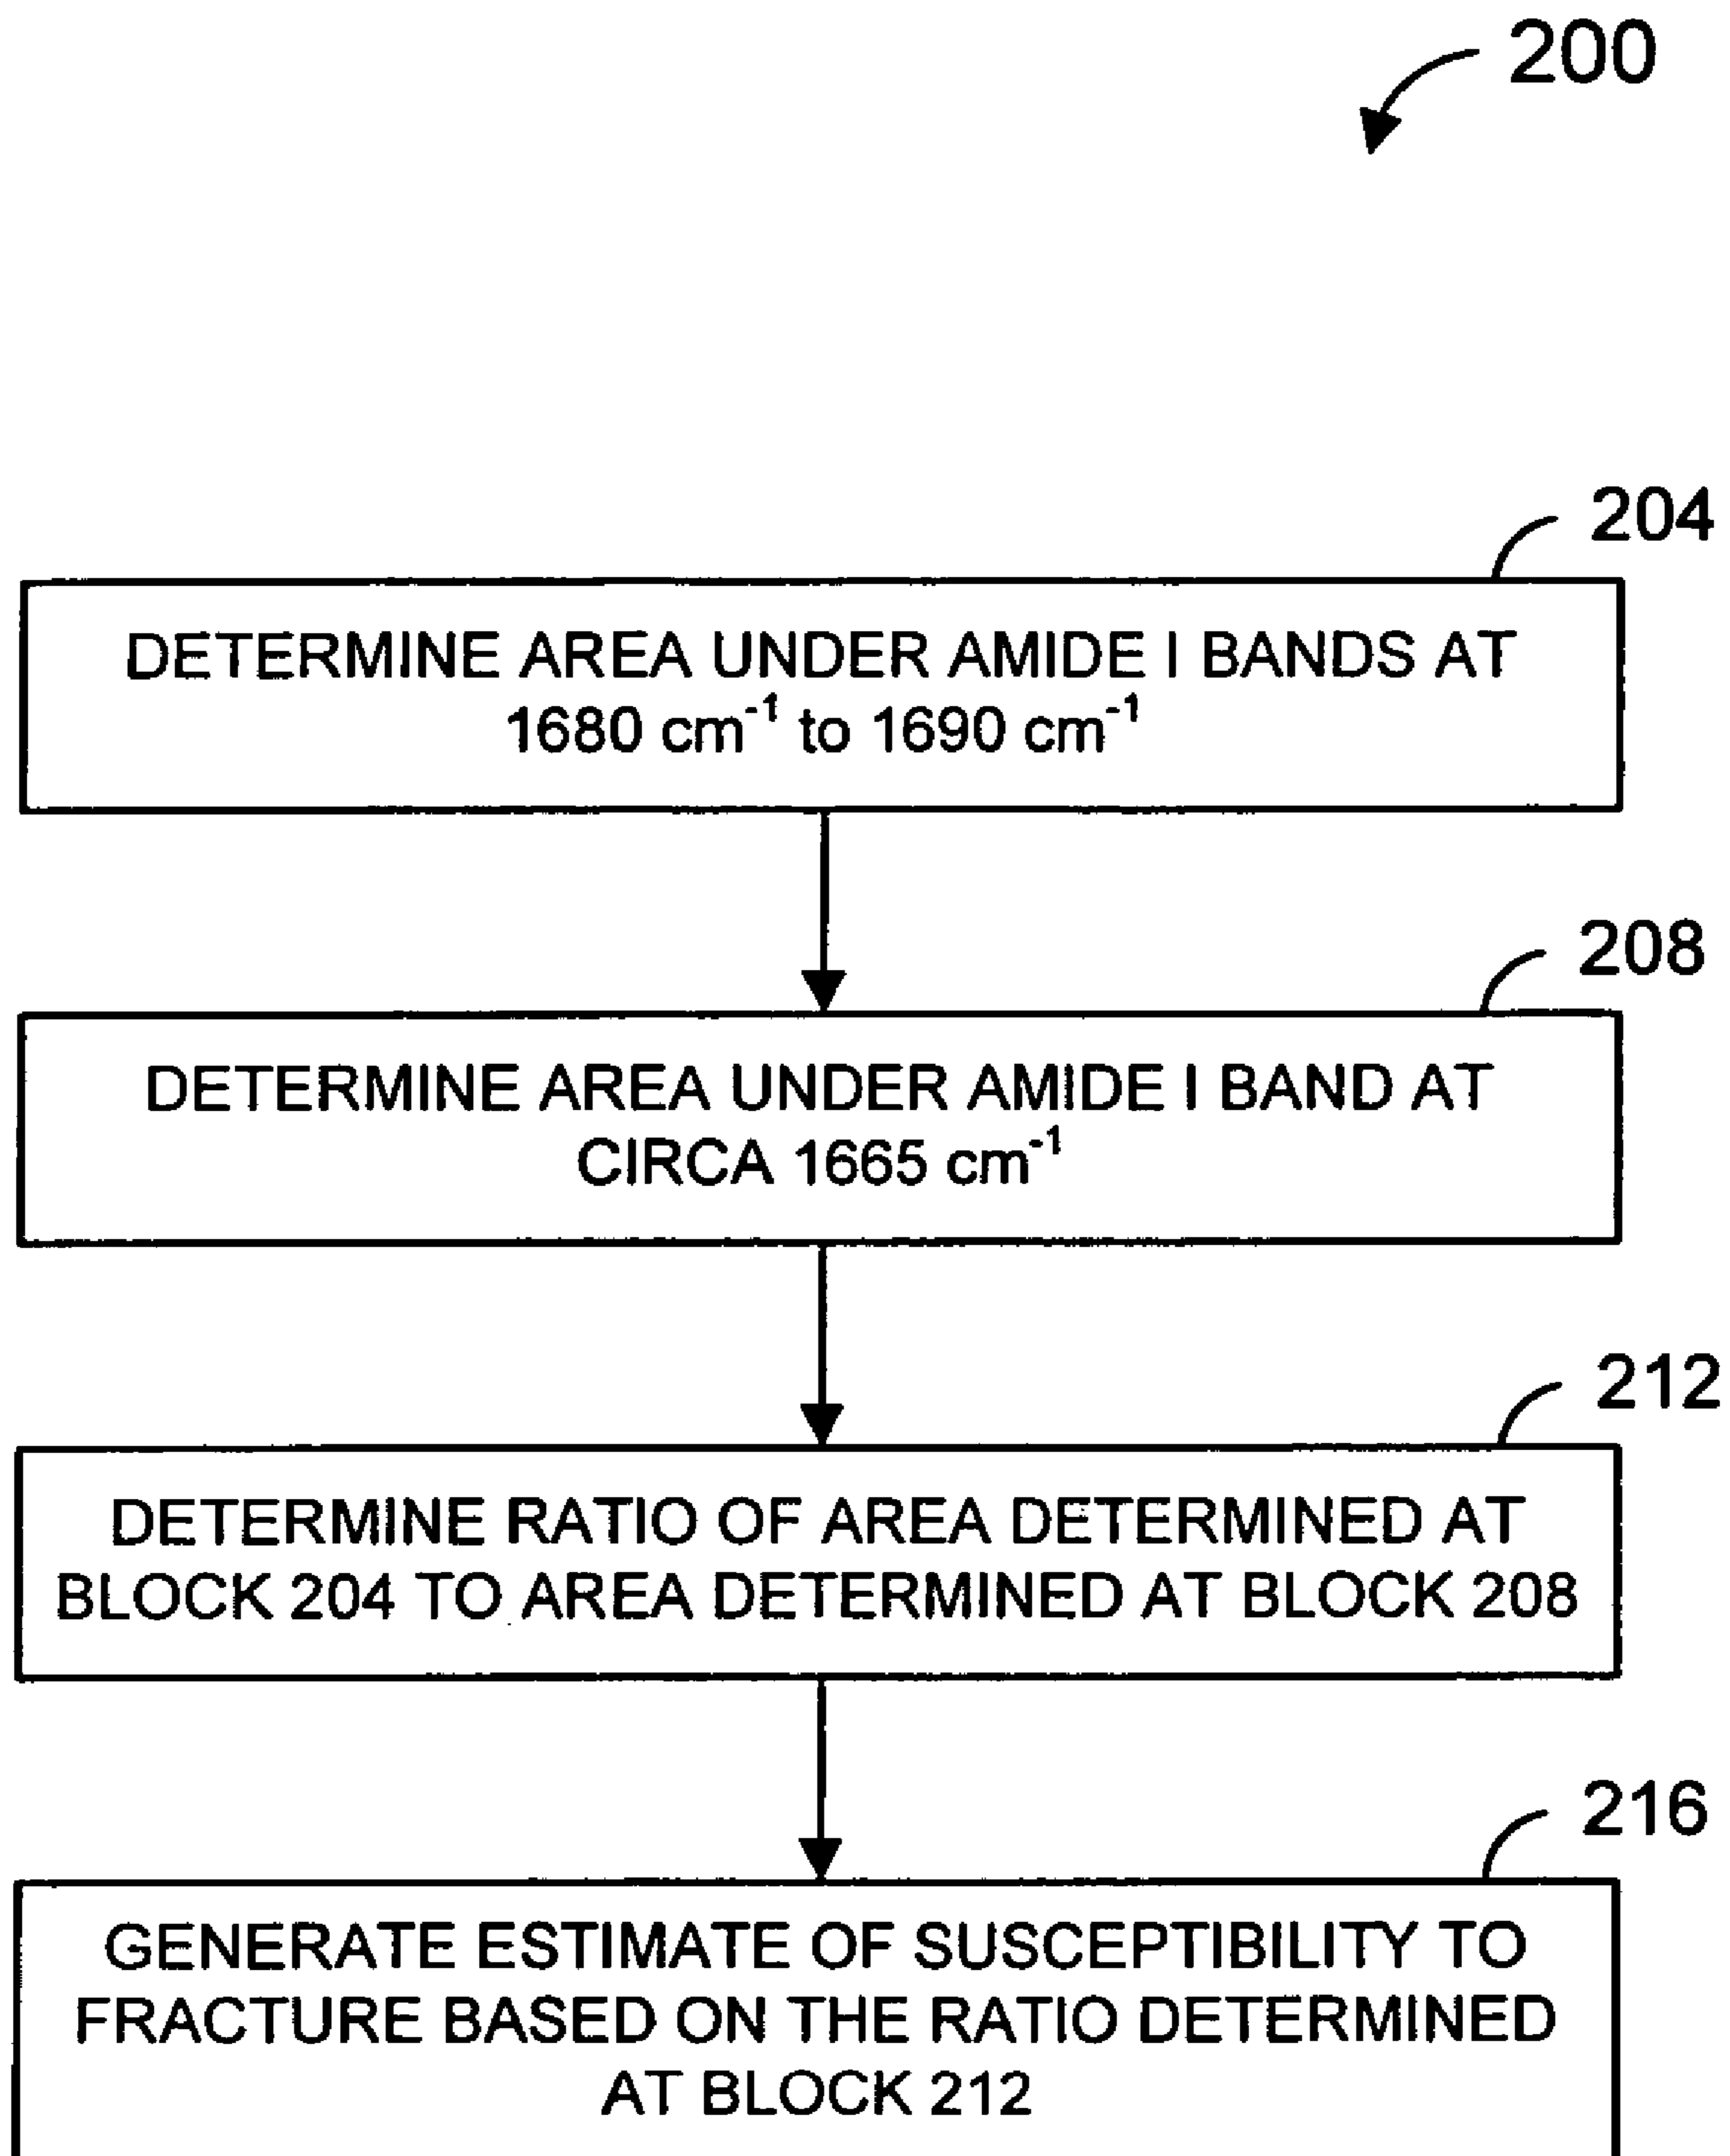 200
204
DETERMINE AREA UNDER AMIDE I BANDS AT
1680 cm⁻¹ to 1690 cm⁻¹
208
DETERMINE AREA UNDER AMIDE I BAND AT
CIRCA 1665 cm⁻¹
212
DETERMINE RATIO OF AREA DETERMINED AT
BLOCK 204 TO AREA DETERMINED AT BLOCK 208
216
GENERATE ESTIMATE OF SUSCEPTIBILITY TO
FRACTURE BASED ON THE RATIO DETERMINED
AT BLOCK 212